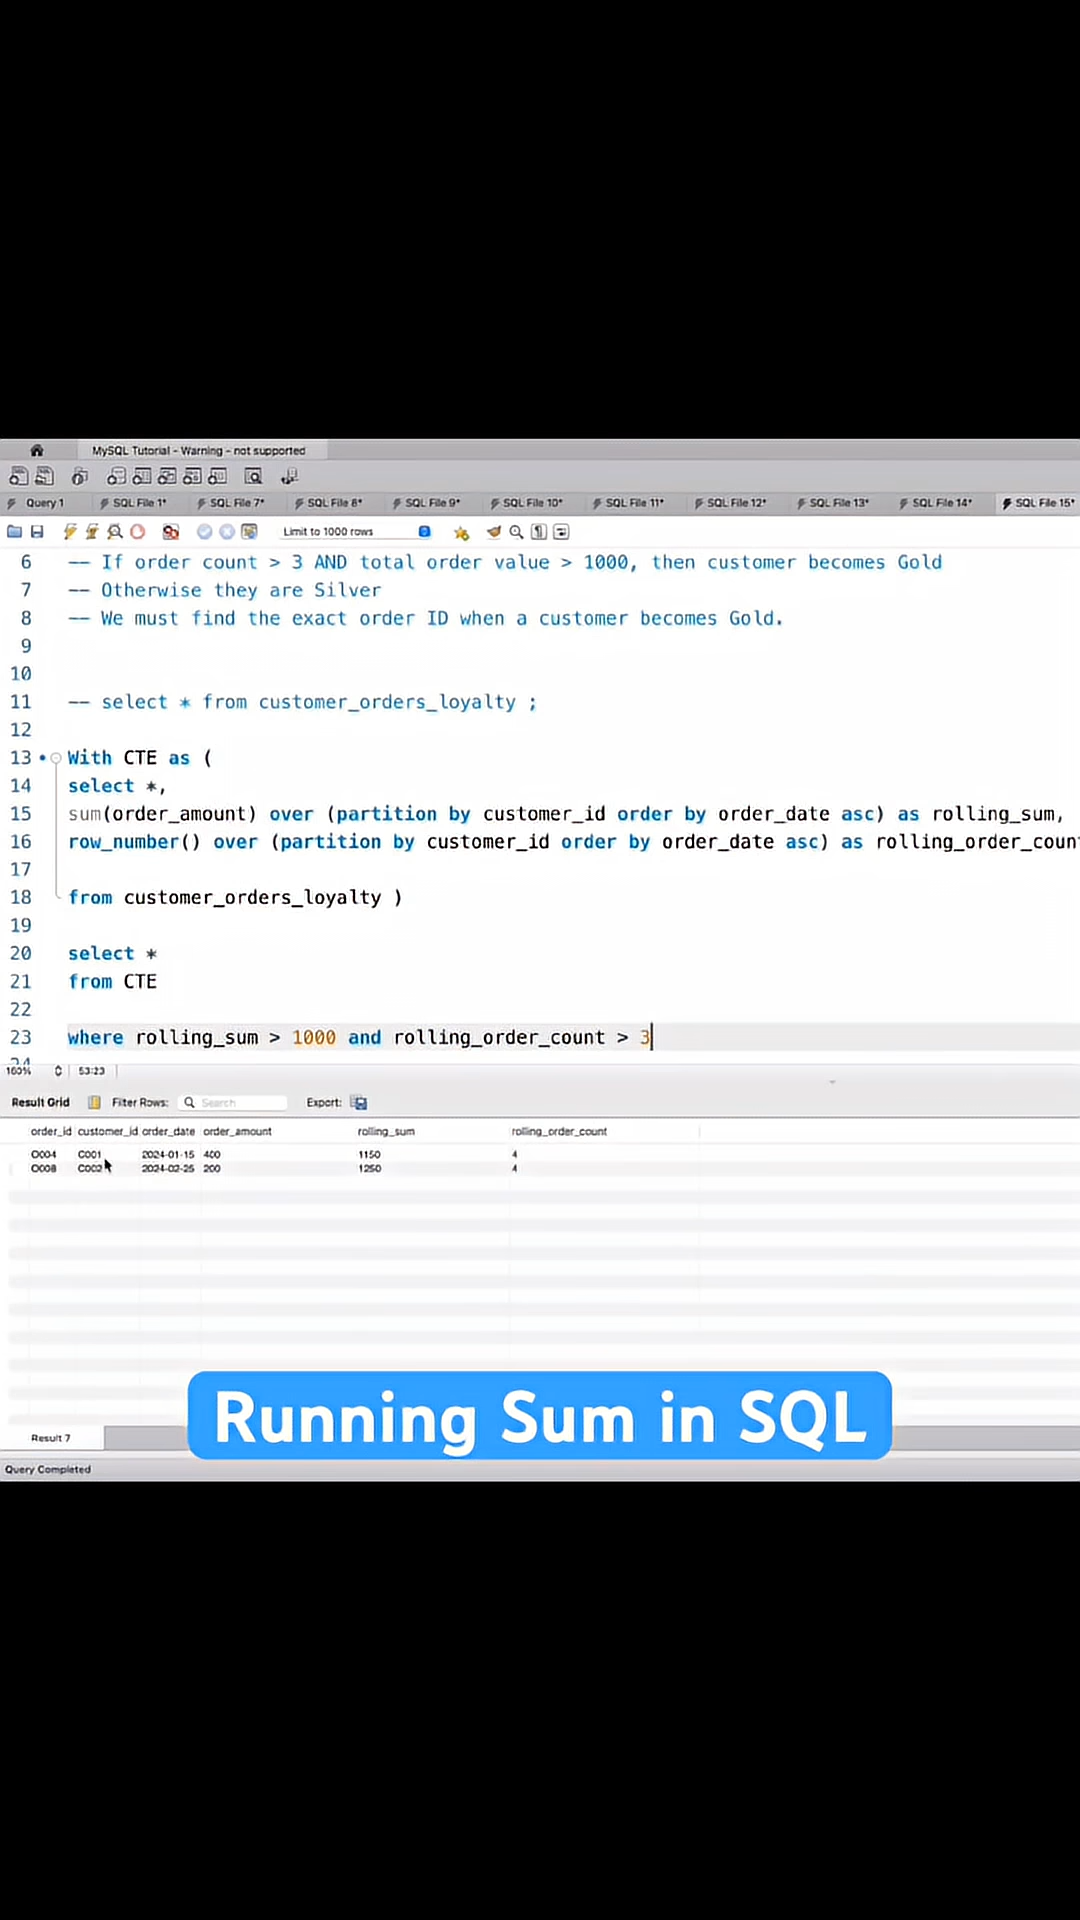 MySQL Tutorial - Warning - not supported
Query 1 SQL File 1* SQL File 7* SQL File 8* SQL File 9* SQL File 10* SQL File 11* SQL File 12* SQL File 13* SQL File 14* SQL File 15*
Limit to 1000 rows
6 -- If order count > 3 AND total order value > 1000, then customer becomes Gold
7 -- Otherwise they are Silver
8 -- We must find the exact order ID when a customer becomes Gold.
9
10
11 -- select * from customer_orders_loyalty ;
12
13 With CTE as (
14 select *,
15 sum(order_amount) over (partition by customer_id order by order_date asc) as rolling_sum,
16 row_number() over (partition by customer_id order by order_date asc) as rolling_order_coun
17
18 from customer_orders_loyalty )
19
20 select *
21 from CTE
22
23 where rolling_sum > 1000 and rolling_order_count > 3
24
160% 53:23
Result Grid Filter Rows: Search Export:
order_id customer_id order_date order_amount rolling_sum rolling_order_count
O004 C001 2024-01-15 400 1150 4
O008 C002 2024-02-25 200 1250 4
Running Sum in SQL
Result 7
Query Completed